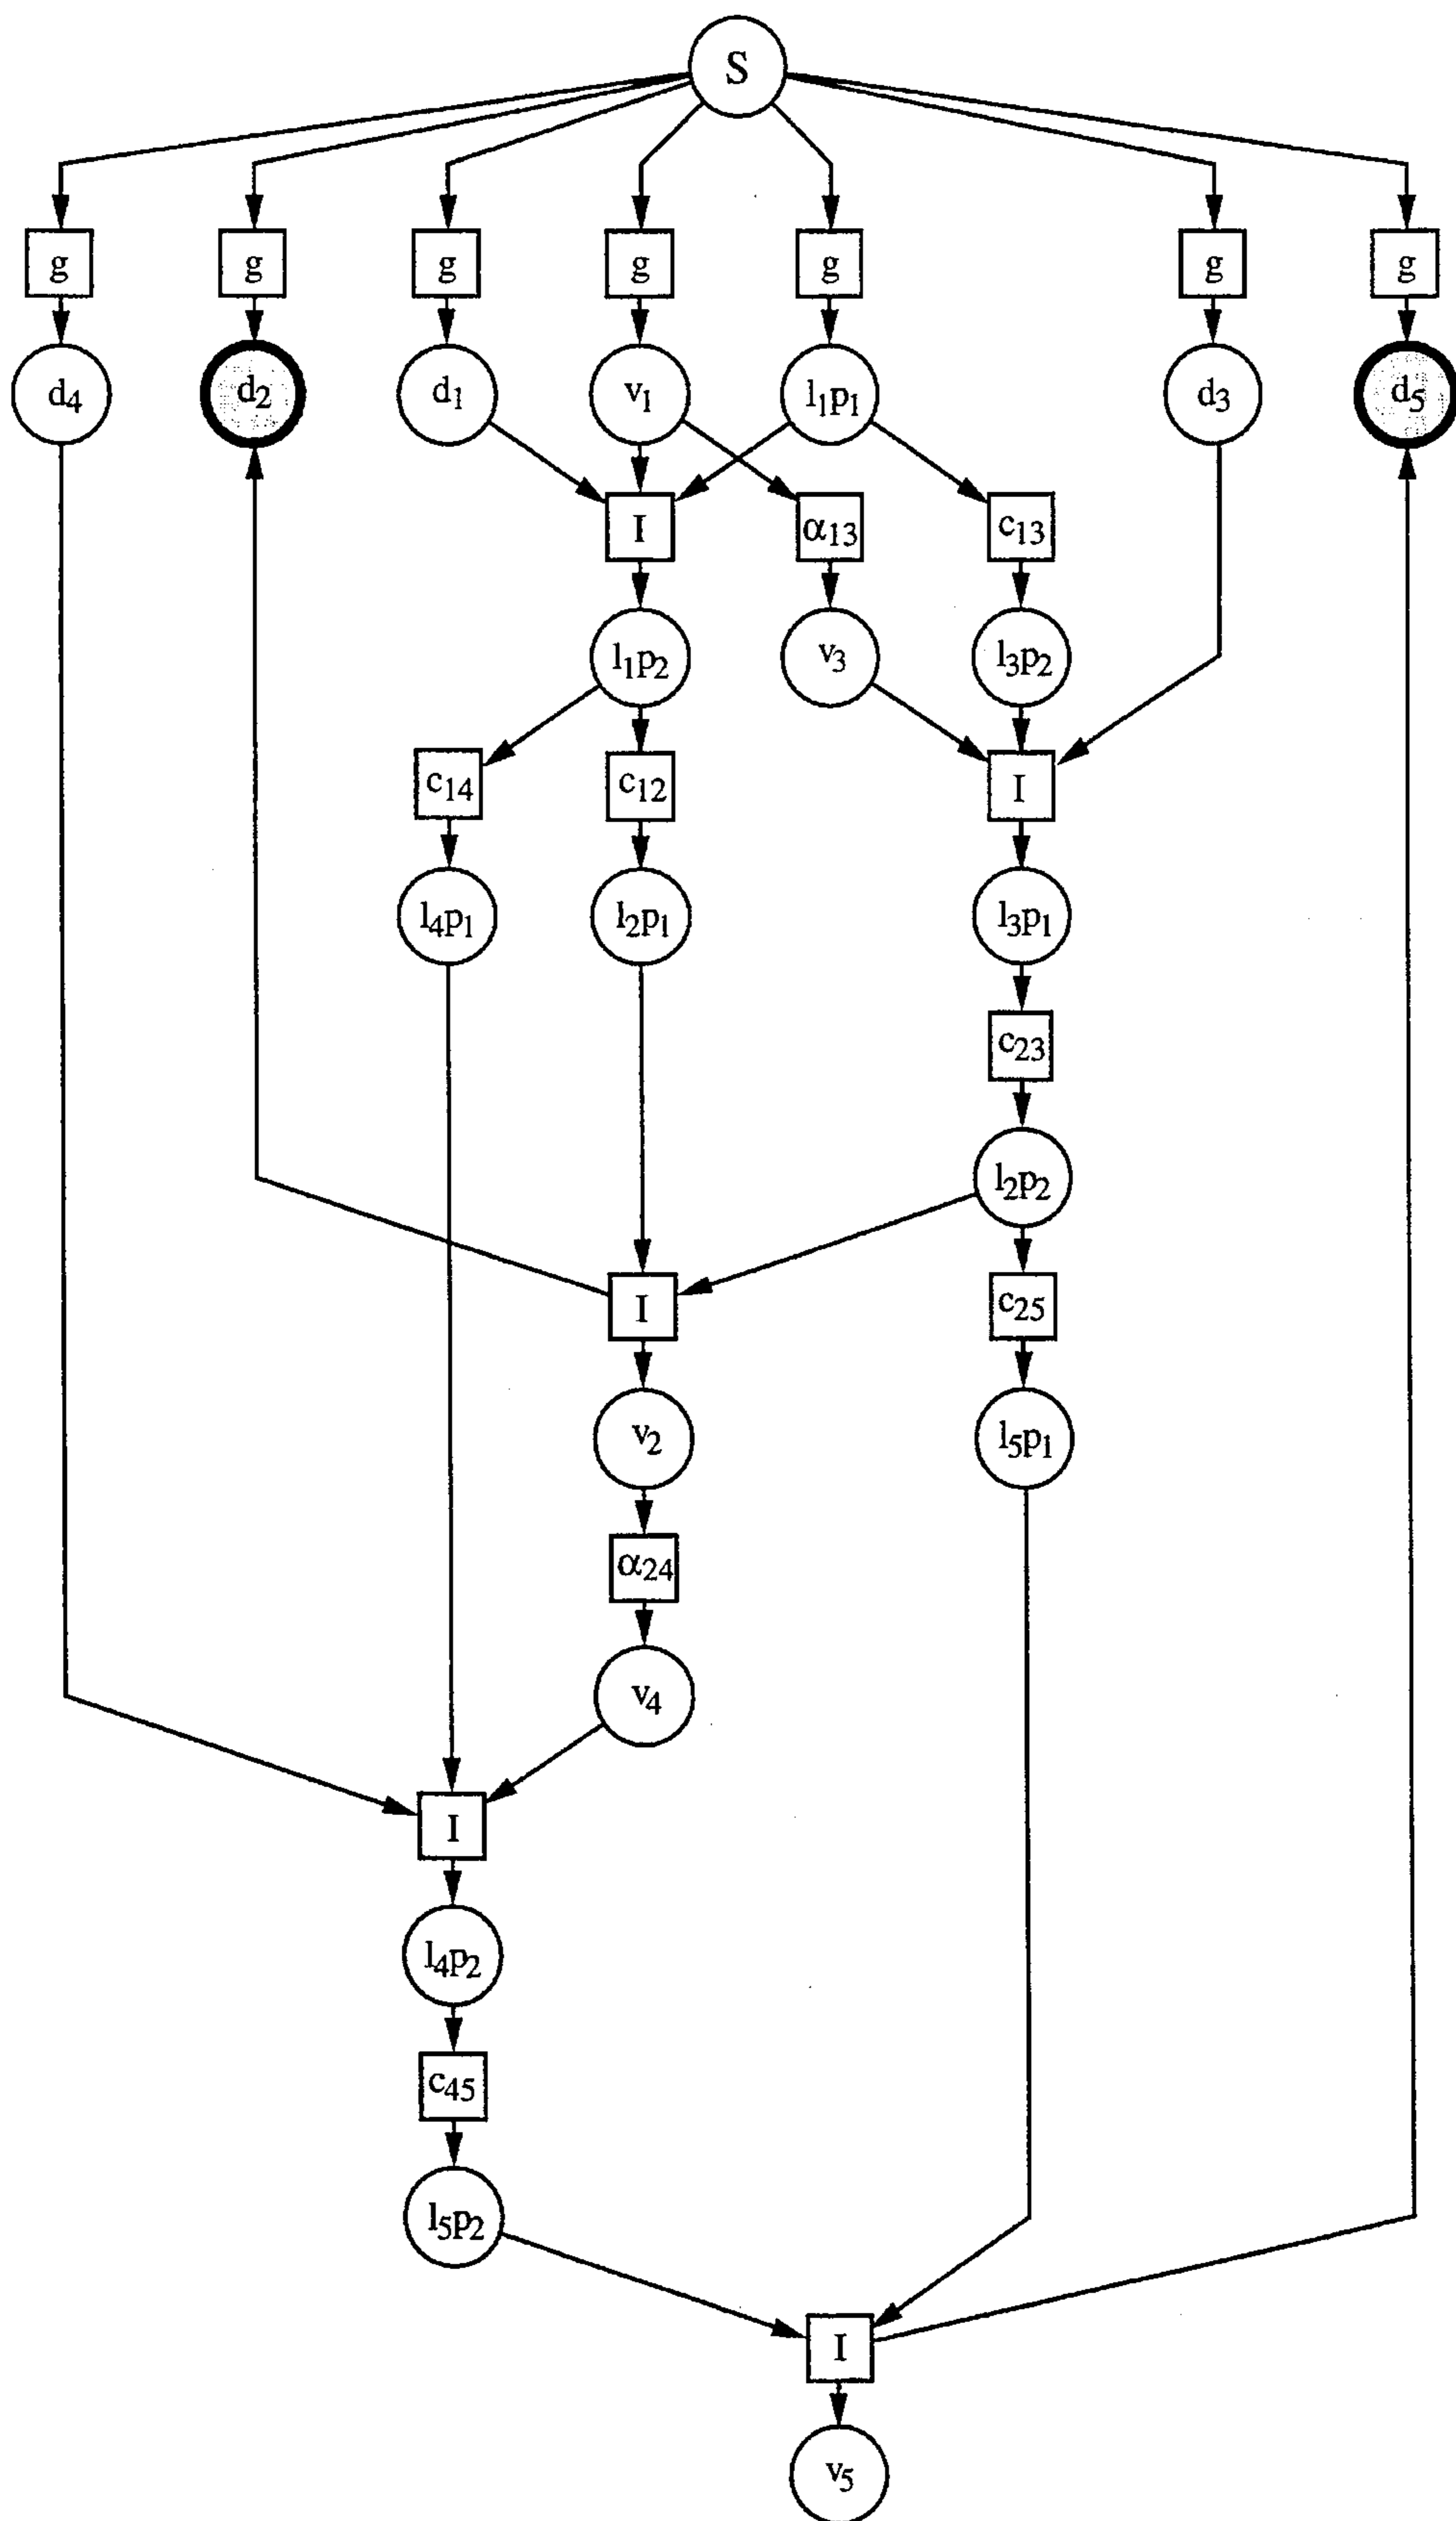 S
g g g g g g g
d4 d2 d1 v1 l1p1 d3 d5
I α13 c13
l1p2 v3 l3p2
c14 c12 I
l4p1 l2p1 l3p1
c23
l2p2
I c25
v2 l5p1
α24
v4
I
l4p2
c45
l5p2
I
v5